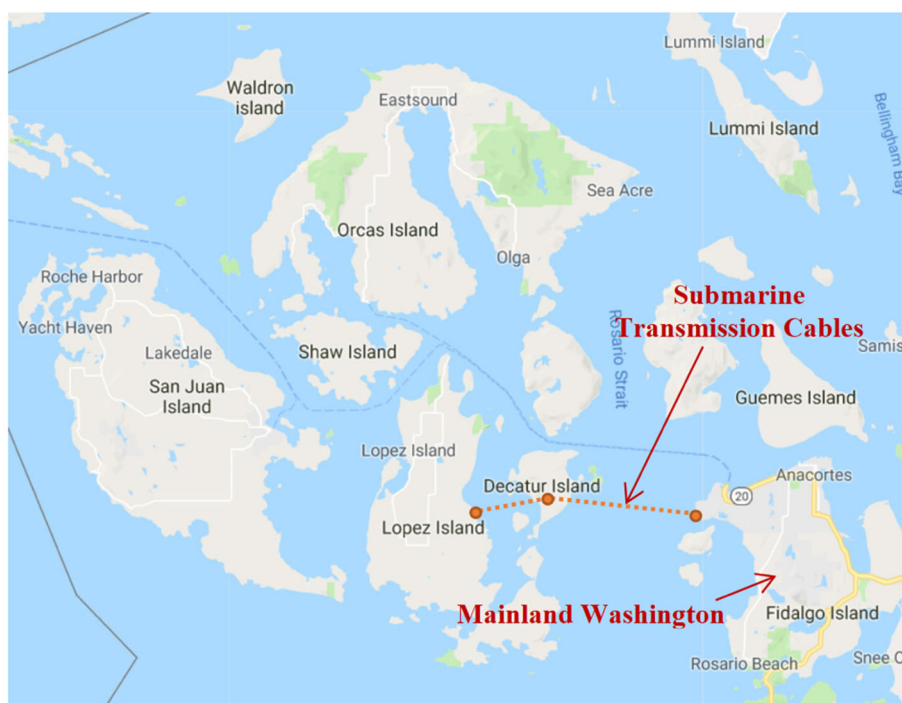 Lummi Island
Waldron
island
Eastsound
Bellingham Bay
Lummi Island
Sea Acre
Orcas Island
Olga
Roche Harbor
Submarine
Transmission Cables
Rosario Strait
Yacht Haven
Lakedale
Shaw Island
Samis
San Juan
Island
Guemes Island
Lopez Island
Anacortes
Decatur Island
20
Lopez Island
Mainland Washington
Fidalgo Island
Rosario Beach
Snee C